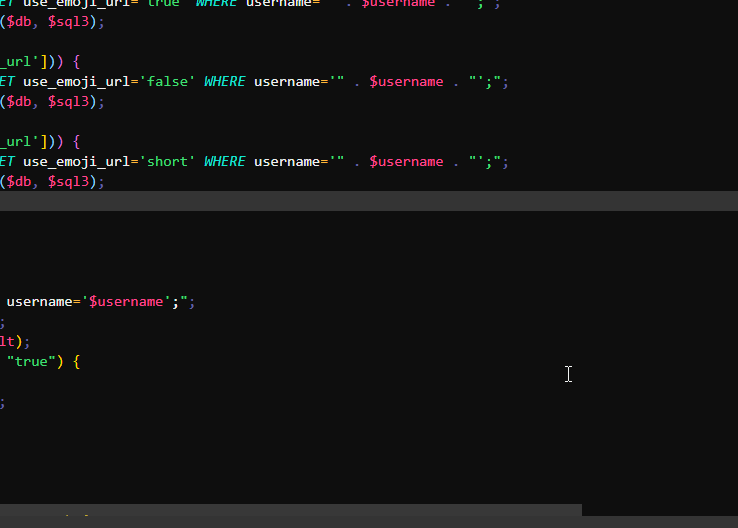 ET use_emoji_url='true' WHERE username='" . $username . "';";
($db, $sql3);
_url'])) {
ET use_emoji_url='false' WHERE username='" . $username . "';";
($db, $sql3);
_url'])) {
ET use_emoji_url='short' WHERE username='" . $username . "';";
($db, $sql3);
username='$username';";
;
lt);
"true") {
;